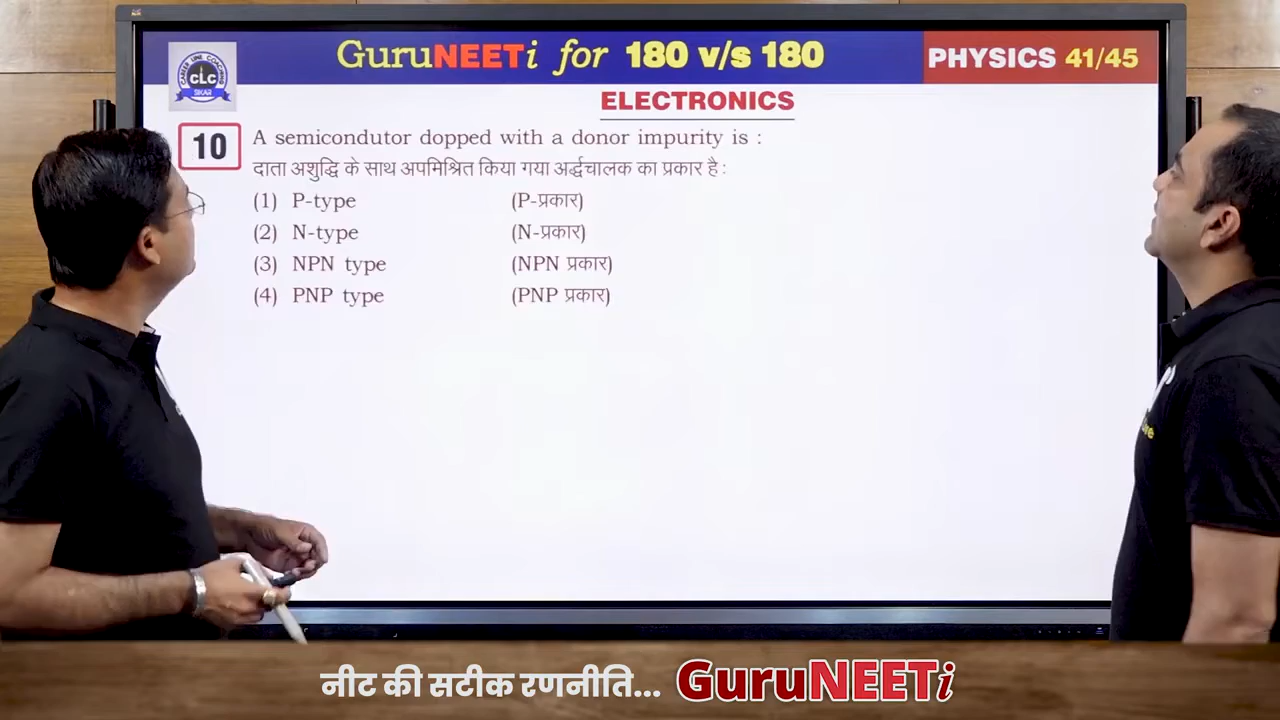 GuruNEETi for 180 v/s 180
PHYSICS 41/45
CLC
SIKAR
ELECTRONICS
10 A semicondutor dopped with a donor impurity is :
दाता अशुद्धि के साथ अपमिश्रित किया गया अर्द्धचालक का प्रकार है :
(1) P-type (P-प्रकार)
(2) N-type (N-प्रकार)
(3) NPN type (NPN प्रकार)
(4) PNP type (PNP प्रकार)
नीट की सटीक रणनीति... GuruNEETi